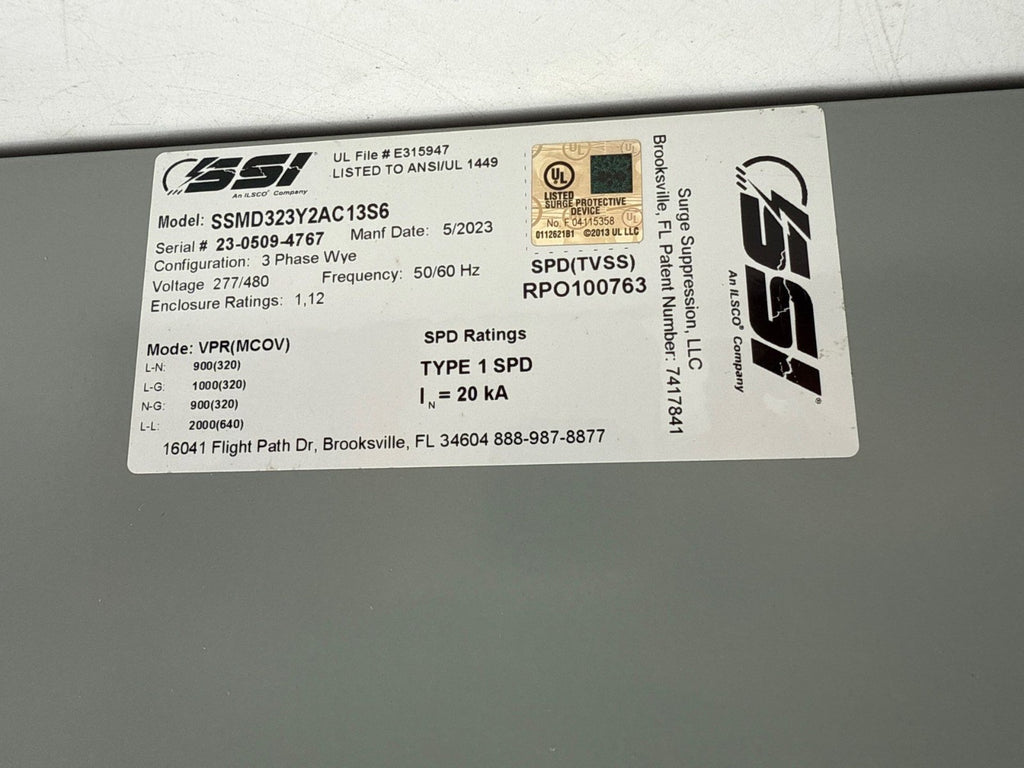 SSI®
An ILSCO® Company
UL File # E315947
LISTED TO ANSI/UL 1449
Model: SSMD323Y2AC13S6
Serial # 23-0509-4767 Manf Date: 5/2023
Configuration: 3 Phase Wye
Voltage 277/480 Frequency: 50/60 Hz
Enclosure Ratings: 1,12
Mode: VPR(MCOV)
L-N: 900(320)
L-G: 1000(320)
N-G: 900(320)
L-L: 2000(640)
UL
LISTED
SURGE PROTECTIVE
DEVICE
No. F 04115358
0112621B1 ©2013 UL LLC
SPD(TVSS)
RPO100763
SPD Ratings
TYPE 1 SPD
IN = 20 kA
16041 Flight Path Dr, Brooksville, FL 34604 888-987-8877
Surge Suppression, LLC
Brooksville, FL Patent Number: 7417841
SSI®
An ILSCO® Company